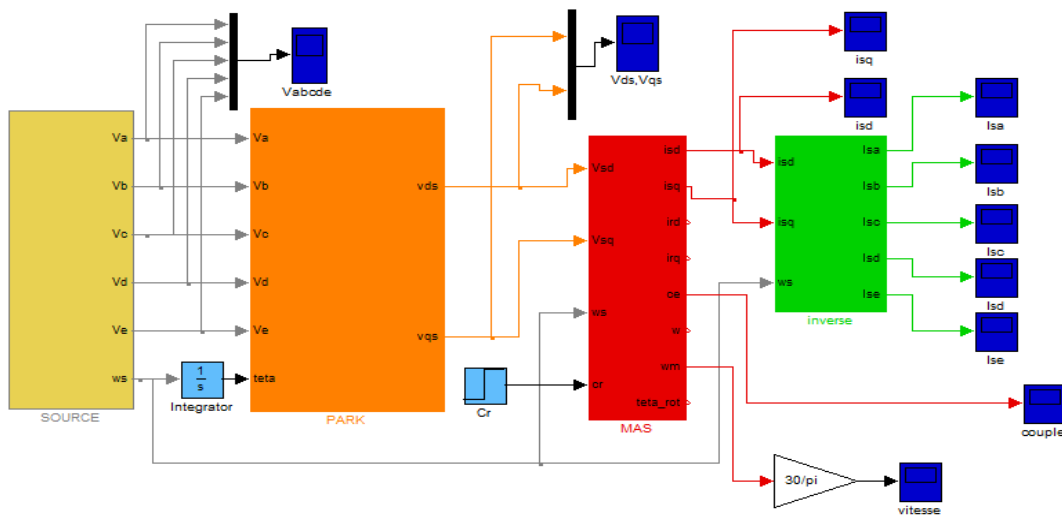 Vabcde
Vds,Vqs
isq
isd
Isa
Isb
Isc
Isd
Ise
Va
Vb
Vc
Vd
Ve
ws
SOURCE
1
s
Integrator
Va
Vb
Vc
Vd
Ve
teta
vds
vqs
PARK
Cr
Vsd
Vsq
ws
cr
isd
isq
ird
irq
ce
w
wm
teta_rot
MAS
isd
isq
ws
Isa
Isb
Isc
Isd
Ise
inverse
couple
30/pi
vitesse